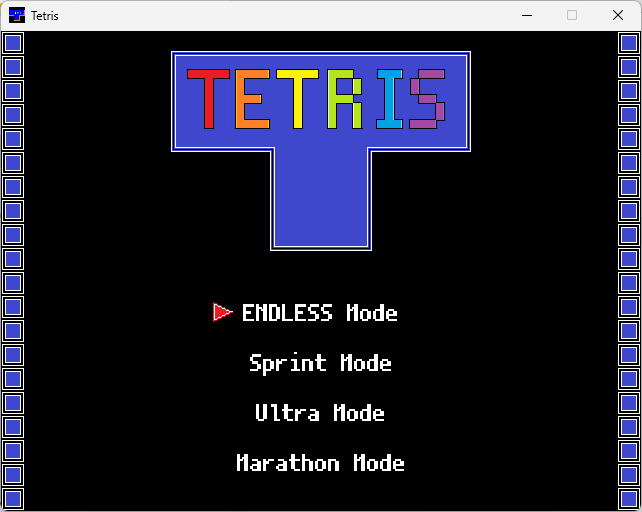 Tetris
TETRIS
ENDLESS Mode
Sprint Mode
Ultra Mode
Marathon Mode